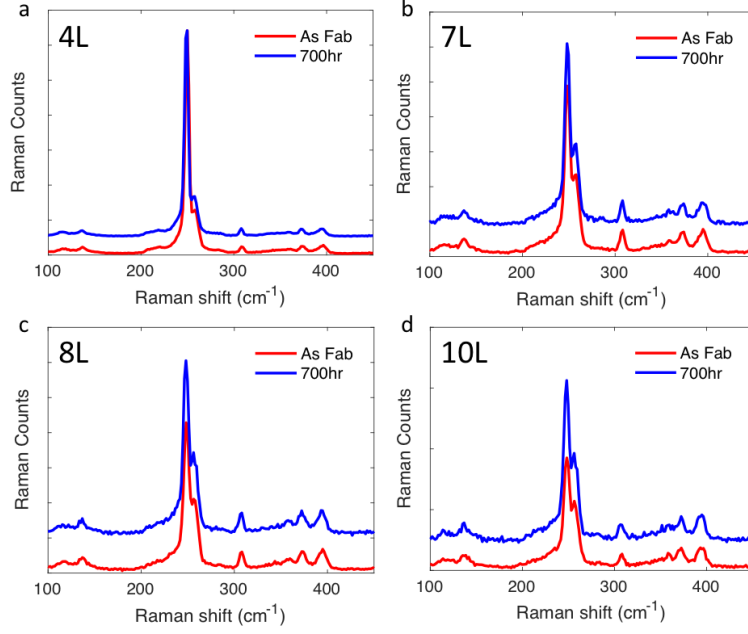 a
4L
As Fab
700hr
Raman Counts
100
200
300
400
Raman shift (cm⁻¹)
b
7L
As Fab
700hr
Raman Counts
100
200
300
400
Raman shift (cm⁻¹)
c
8L
As Fab
700hr
Raman Counts
100
200
300
400
Raman shift (cm⁻¹)
d
10L
As Fab
700hr
Raman Counts
100
200
300
400
Raman shift (cm⁻¹)